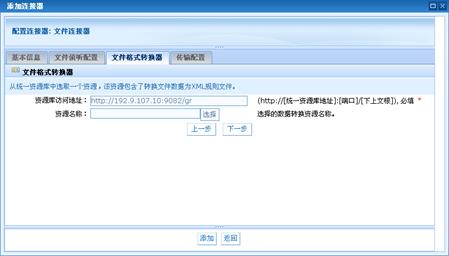 添加连接器
配置连接器: 文件连接器
基本信息 文件侦听配置 文件格式转换器 传输配置
文件格式转换器
从统一资源库中选取一个资源，该资源包含了转换文件数据为XML规则文件。
资源库访问地址： http://192.9.107.10:9082/gr (http://[统一资源库地址]:[端口]/[下上文根]), 必填 *
资源名称： 选择 选择的数据转换资源名称。
上一步 下一步
添加 返回